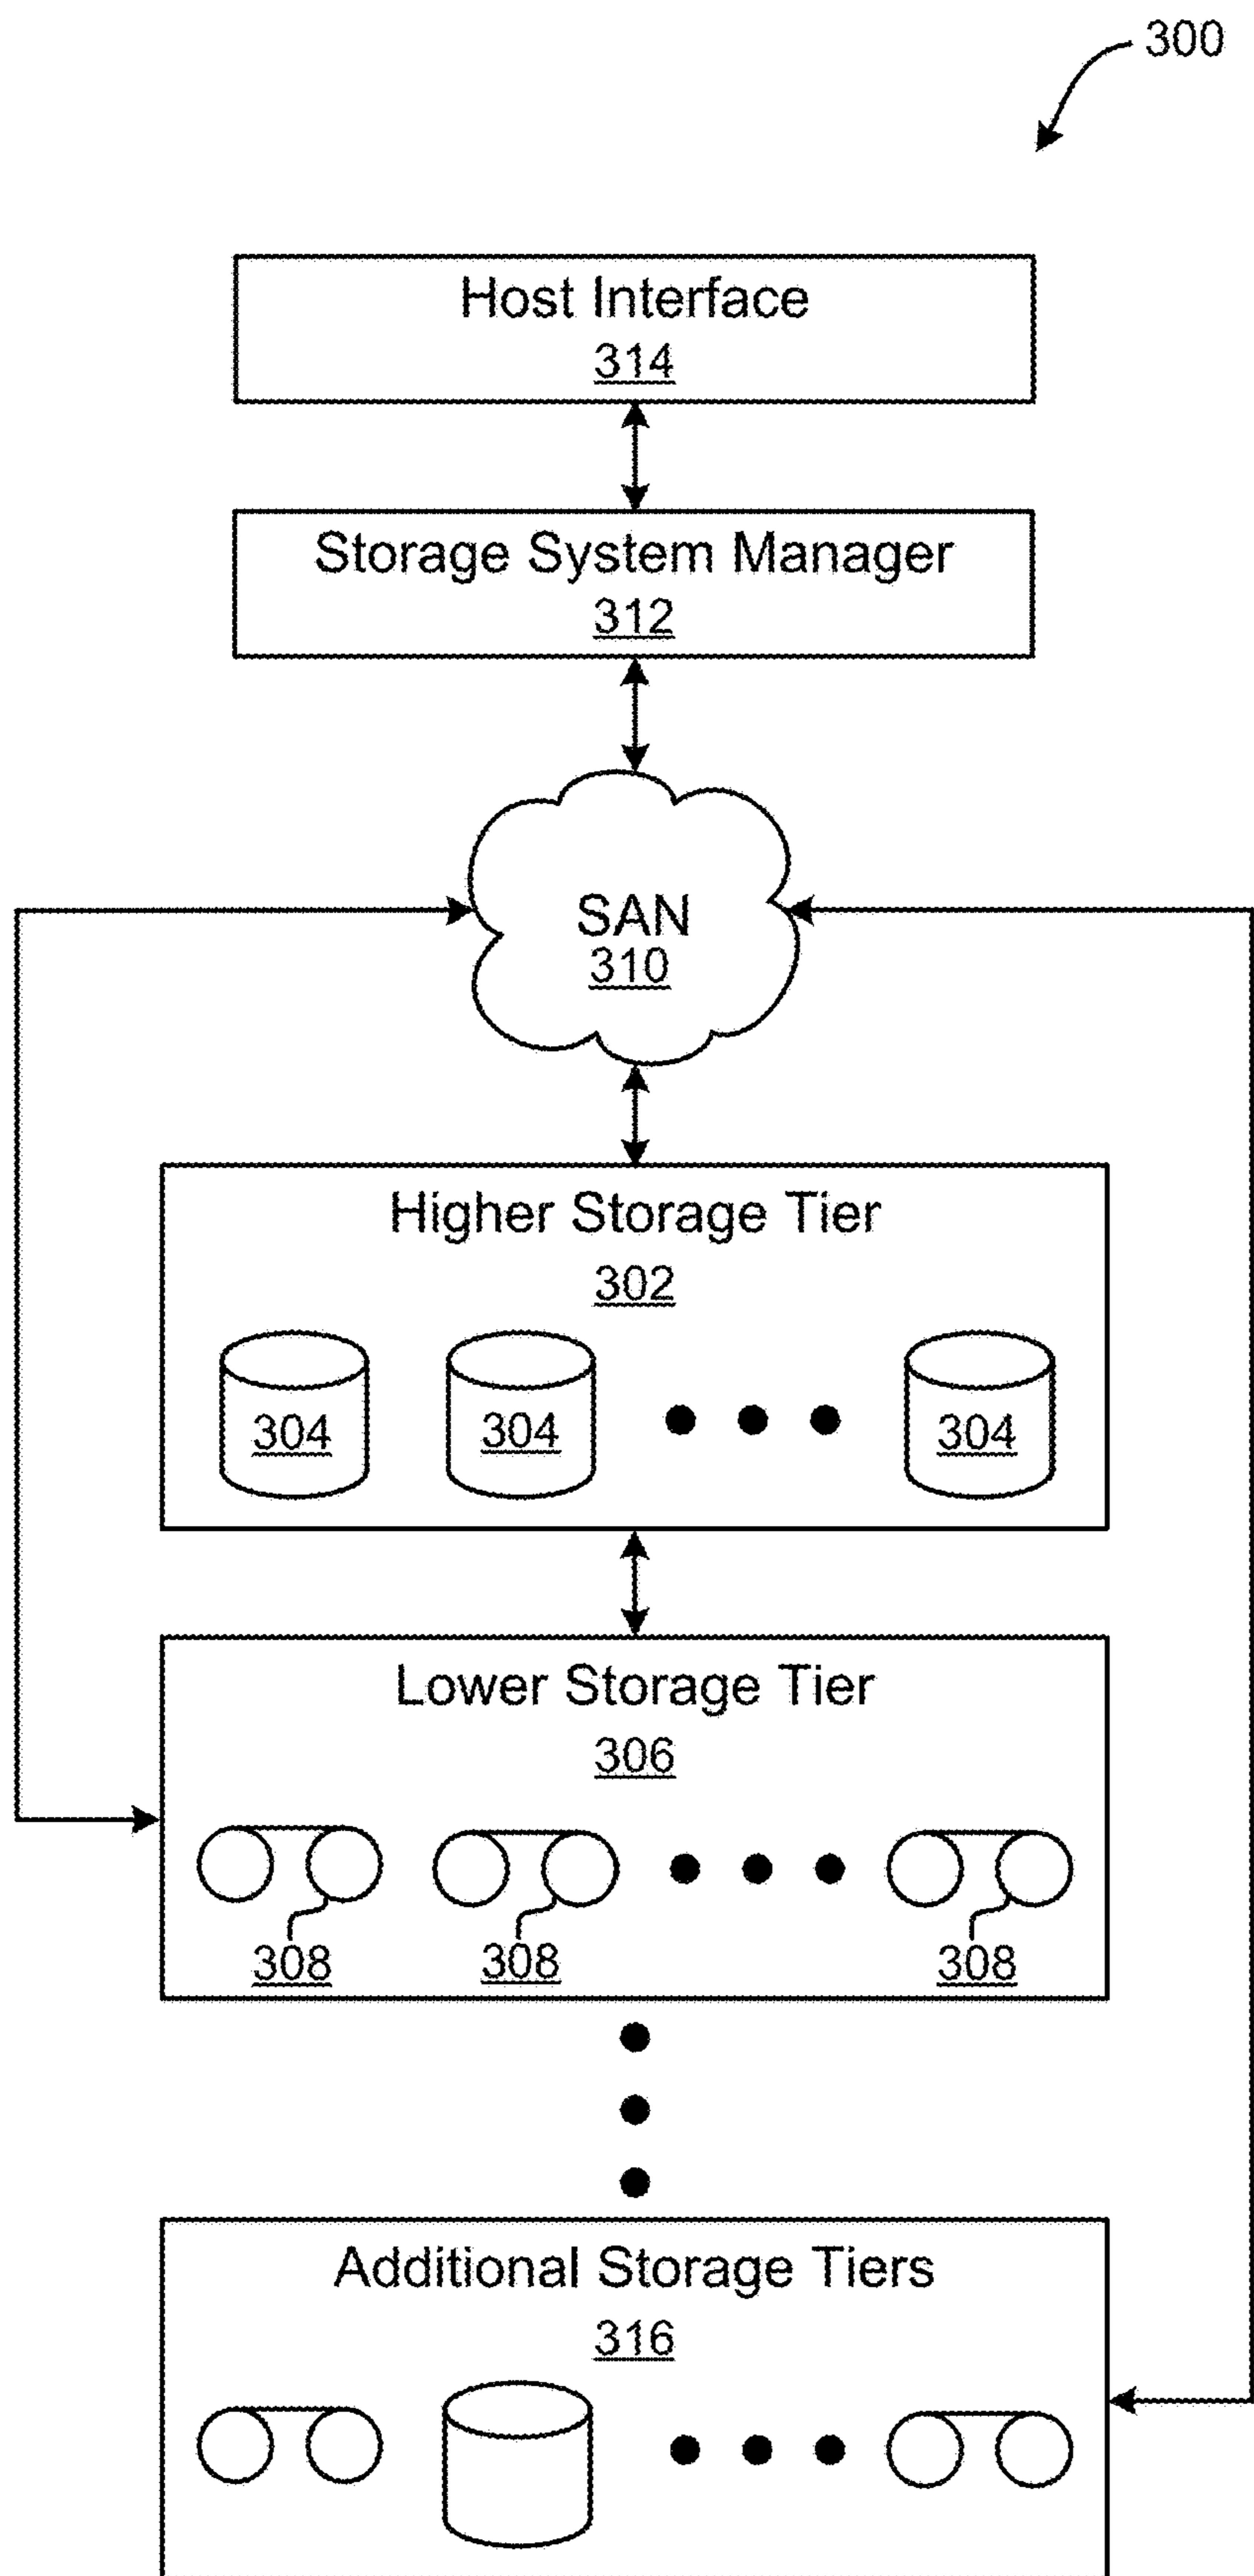 300
Host Interface
314
Storage System Manager
312
SAN
310
Higher Storage Tier
302
304 304 304
Lower Storage Tier
306
308 308 308
Additional Storage Tiers
316